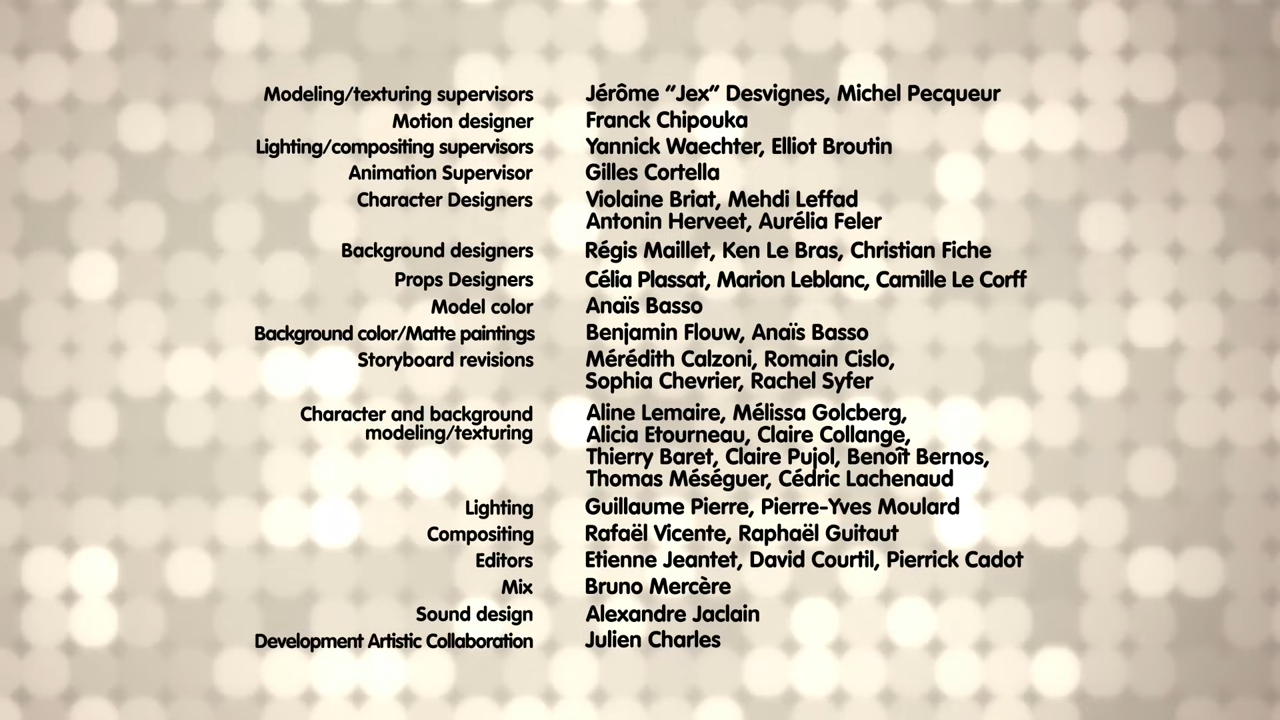 Modeling/texturing supervisors Jérôme "Jex" Desvignes, Michel Pecqueur
Motion designer Franck Chipouka
Lighting/compositing supervisors Yannick Waechter, Elliot Broutin
Animation Supervisor Gilles Cortella
Character Designers Violaine Briat, Mehdi Leffad
Antonin Herveet, Aurélia Feler
Background designers Régis Maillet, Ken Le Bras, Christian Fiche
Props Designers Célia Plassat, Marion Leblanc, Camille Le Corff
Model color Anaïs Basso
Background color/Matte paintings Benjamin Flouw, Anaïs Basso
Storyboard revisions Mérédith Calzoni, Romain Cislo,
Sophia Chevrier, Rachel Syfer
Character and background Aline Lemaire, Mélissa Golcberg,
modeling/texturing Alicia Etourneau, Claire Collange,
Thierry Baret, Claire Pujol, Benoît Bernos,
Thomas Méséguer, Cédric Lachenaud
Lighting Guillaume Pierre, Pierre-Yves Moulard
Compositing Rafaël Vicente, Raphaël Guitaut
Editors Etienne Jeantet, David Courtil, Pierrick Cadot
Mix Bruno Mercère
Sound design Alexandre Jaclain
Development Artistic Collaboration Julien Charles